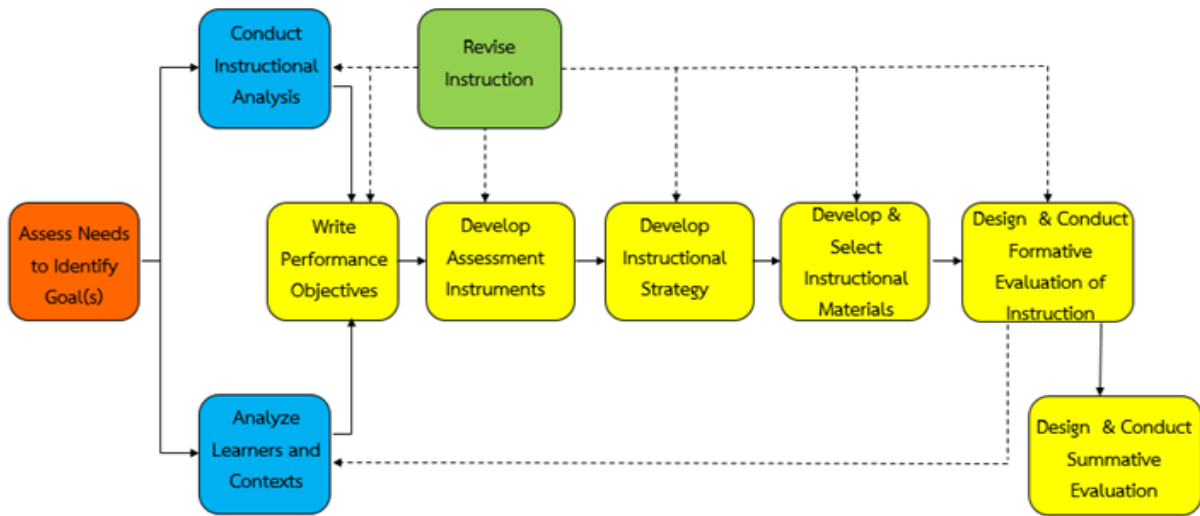 Conduct
Instructional
Analysis
Revise
Instruction
Assess Needs
to Identify
Goal(s)
Write
Performance
Objectives
Develop
Assessment
Instruments
Develop
Instructional
Strategy
Develop &
Select
Instructional
Materials
Design & Conduct
Formative
Evaluation of
Instruction
Analyze
Learners and
Contexts
Design & Conduct
Summative
Evaluation